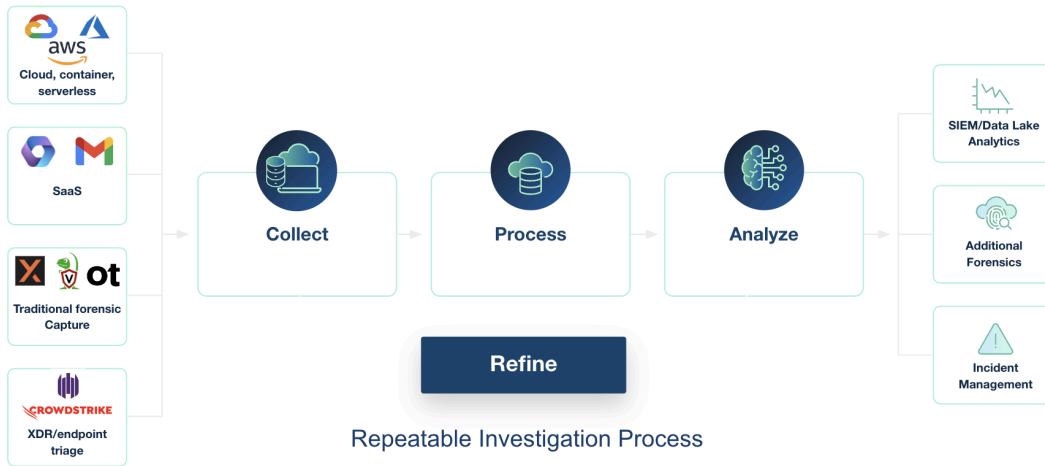 aws
Cloud, container,
serverless
SaaS
X
V
ot
Traditional forensic
Capture
CROWDSTRIKE
XDR/endpoint
triage
Collect
Process
Analyze
Refine
Repeatable Investigation Process
SIEM/Data Lake
Analytics
Additional
Forensics
Incident
Management